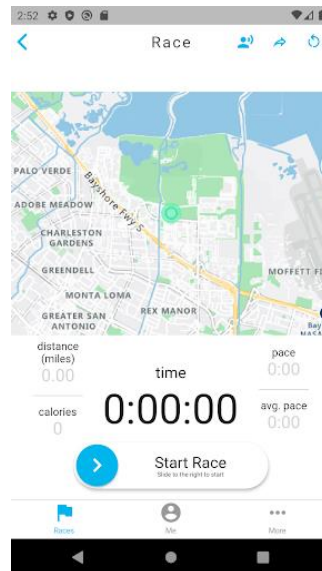 2:52
Race
PALO VERDE
Bayshore Fwy S
ADOBE MEADOW
CHARLESTON
GARDENS
GREENDELL
MOFFETT F
MONTA LOMA
GREATER SAN
ANTONIO
REX MANOR
Bay
NASA
distance
(miles)
0.00
time
pace
0:00
calories
0
0:00:00
avg. pace
0:00
Start Race
Slide to the right to start
Races
Me
More